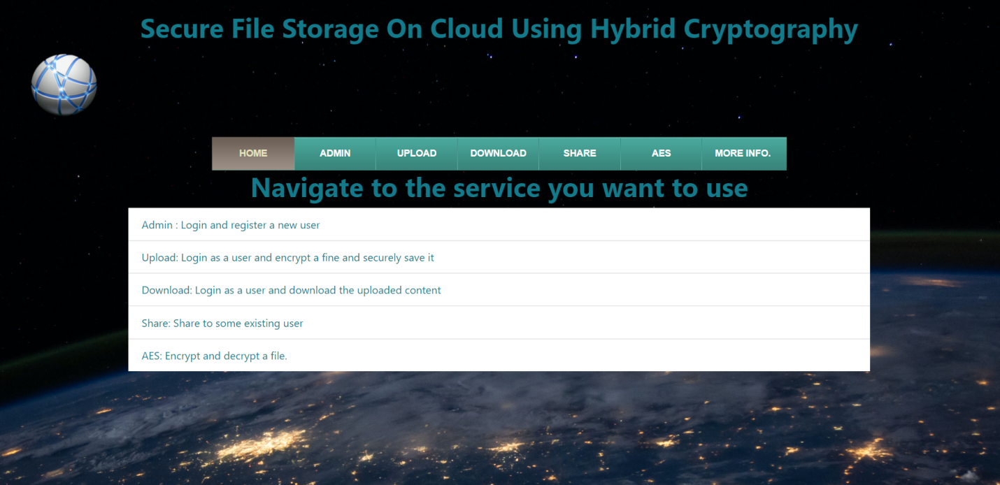 Secure File Storage On Cloud Using Hybrid Cryptography
HOME ADMIN UPLOAD DOWNLOAD SHARE AES MORE INFO.
Navigate to the service you want to use
Admin : Login and register a new user
Upload: Login as a user and encrypt a fine and securely save it
Download: Login as a user and download the uploaded content
Share: Share to some existing user
AES: Encrypt and decrypt a file.